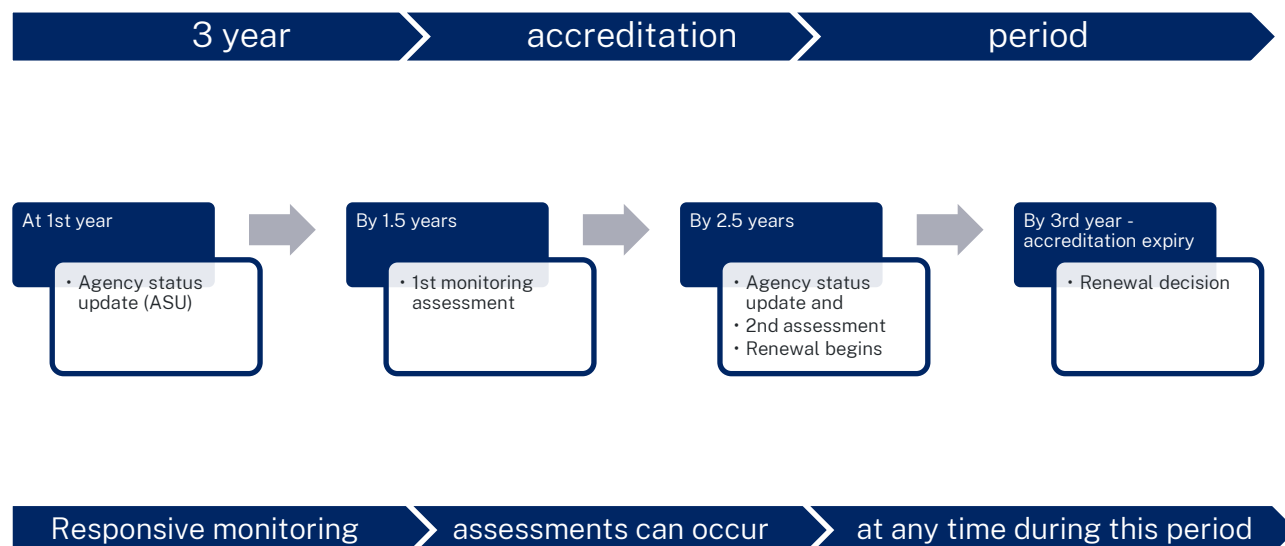 3 year accreditation period
At 1st year
• Agency status
update (ASU)
By 1.5 years
• 1st monitoring
assessment
By 2.5 years
• Agency status
update and
• 2nd assessment
• Renewal begins
By 3rd year -
accreditation expiry
• Renewal decision
Responsive monitoring assessments can occur at any time during this period